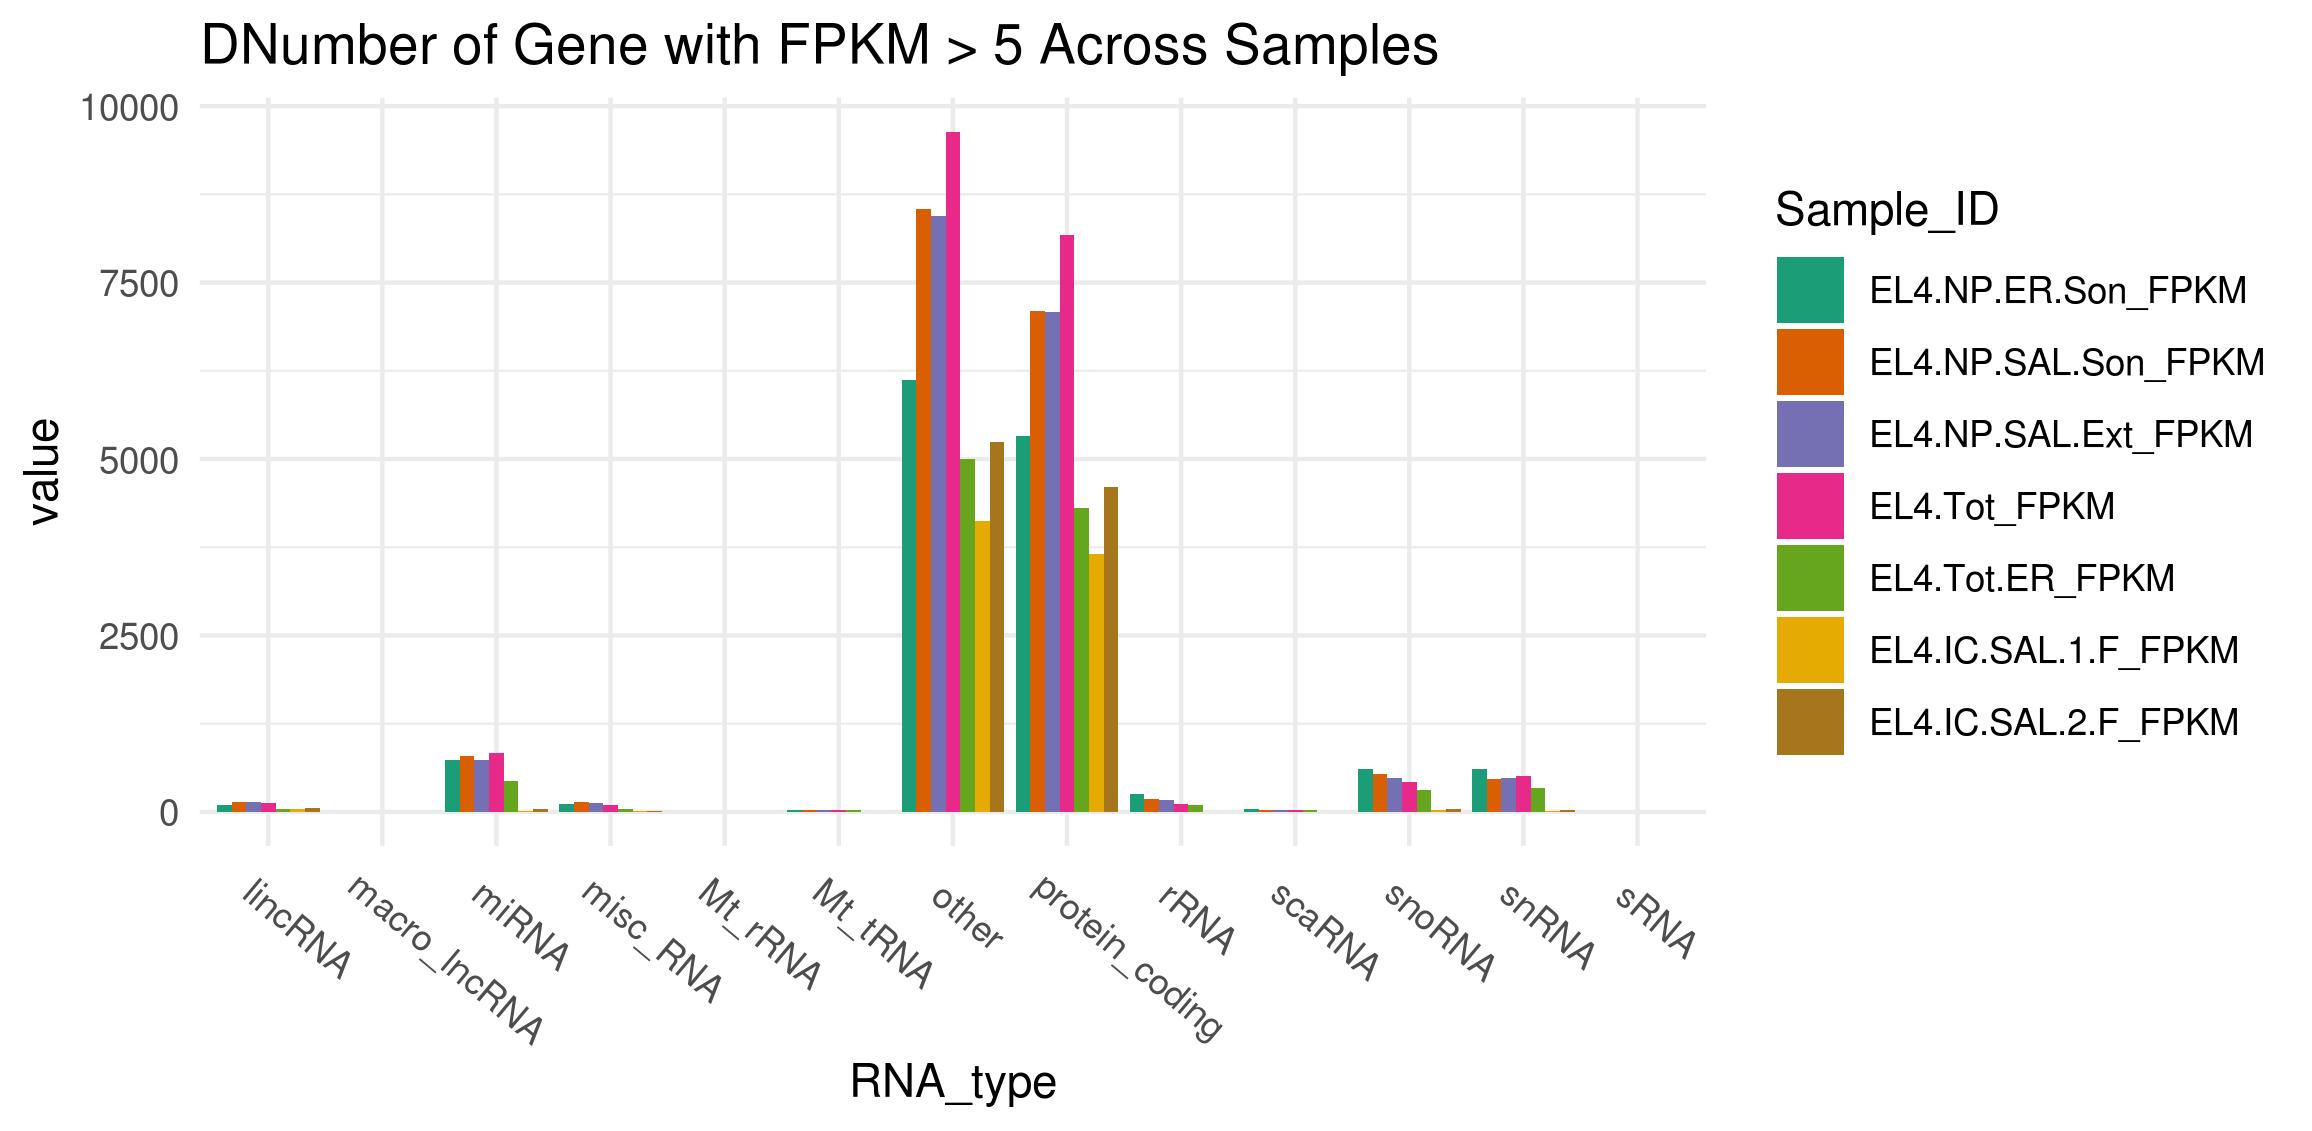 DNumber of Gene with FPKM > 5 Across Samples
10000
7500
5000
2500
0
value
lincRNA
macro_lncRNA
miRNA
misc_RNA
Mt_rRNA
Mt_tRNA
other
protein_coding
rRNA
scaRNA
snoRNA
snRNA
sRNA
RNA_type
Sample_ID
EL4.NP.ER.Son_FPKM
EL4.NP.SAL.Son_FPKM
EL4.NP.SAL.Ext_FPKM
EL4.Tot_FPKM
EL4.Tot.ER_FPKM
EL4.IC.SAL.1.F_FPKM
EL4.IC.SAL.2.F_FPKM